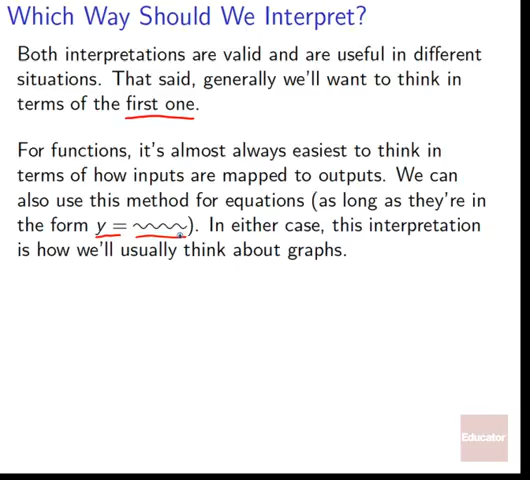 Which Way Should We Interpret?
Both interpretations are valid and are useful in different
situations. That said, generally we'll want to think in
terms of the first one.
For functions, it's almost always easiest to think in
terms of how inputs are mapped to outputs. We can
also use this method for equations (as long as they're in
the form y = ~~~~). In either case, this interpretation
is how we'll usually think about graphs.
Educator